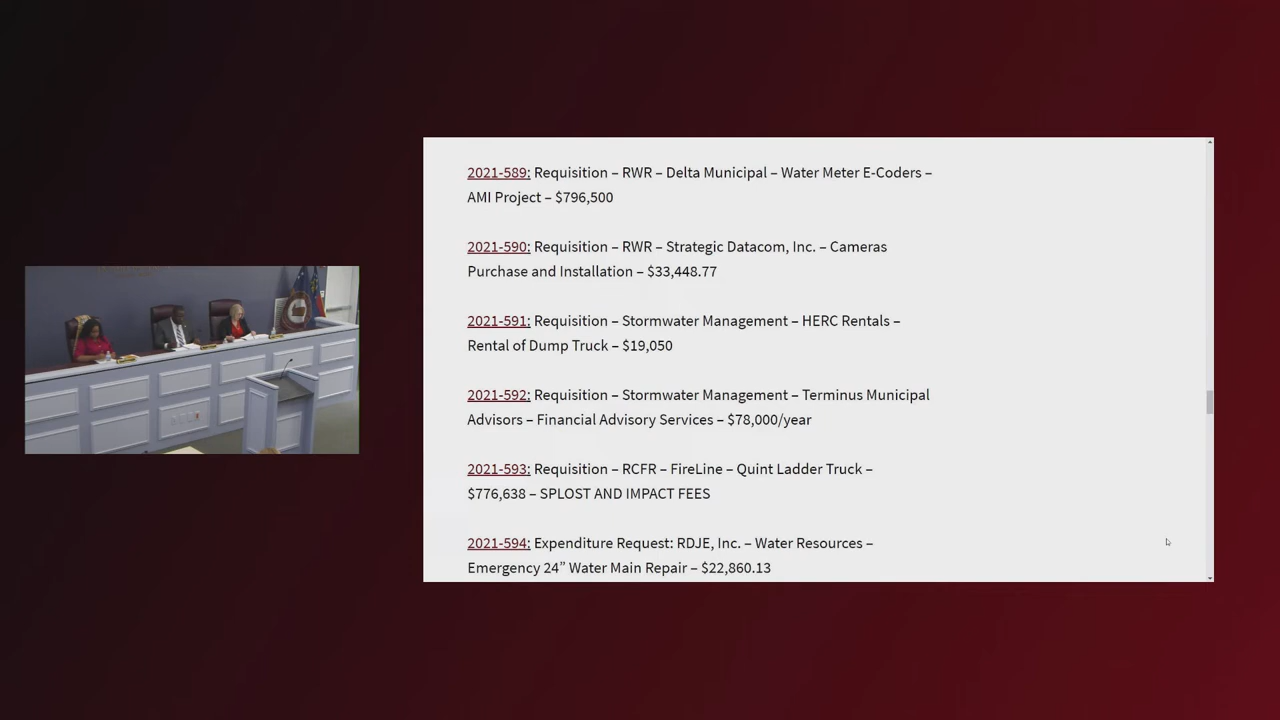 2021-589: Requisition – RWR – Delta Municipal – Water Meter E-Coders –
AMI Project – $796,500
2021-590: Requisition – RWR – Strategic Datacom, Inc. – Cameras
Purchase and Installation – $33,448.77
2021-591: Requisition – Stormwater Management – HERC Rentals –
Rental of Dump Truck – $19,050
2021-592: Requisition – Stormwater Management – Terminus Municipal
Advisors – Financial Advisory Services – $78,000/year
2021-593: Requisition – RCFR – FireLine – Quint Ladder Truck –
$776,638 – SPLOST AND IMPACT FEES
2021-594: Expenditure Request: RDJE, Inc. – Water Resources –
Emergency 24” Water Main Repair – $22,860.13